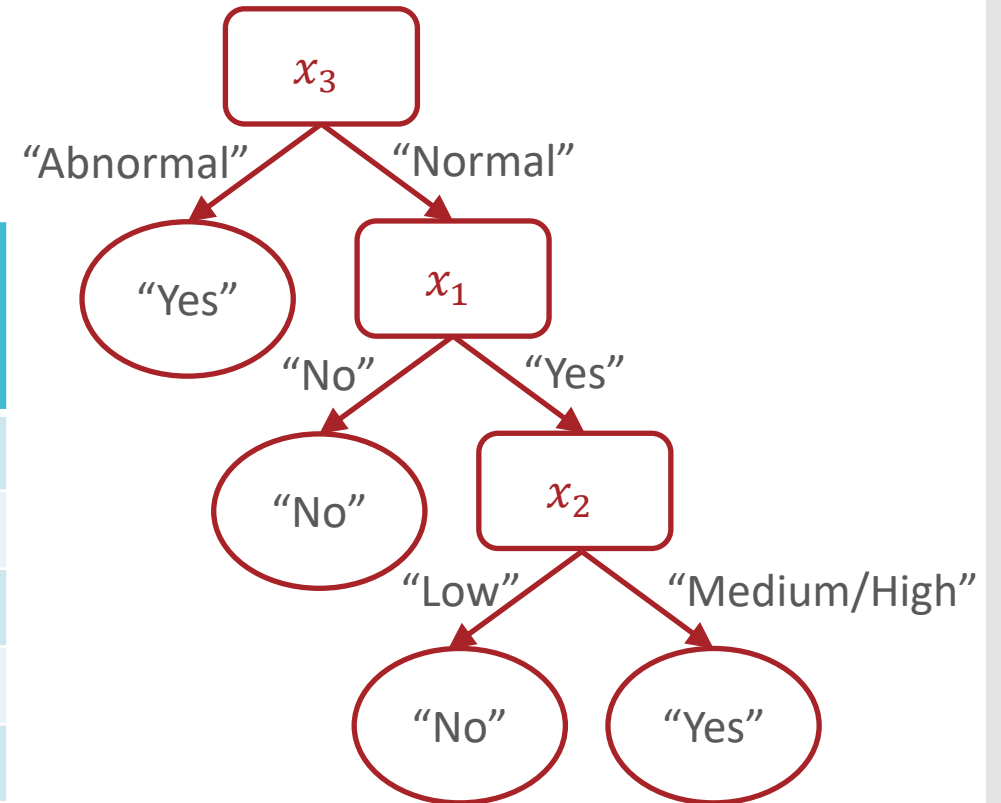 x₃
“Abnormal” “Normal”
“Yes” x₁
“No” “Yes”
“No” x₂
“Low” “Medium/High”
“No” “Yes”